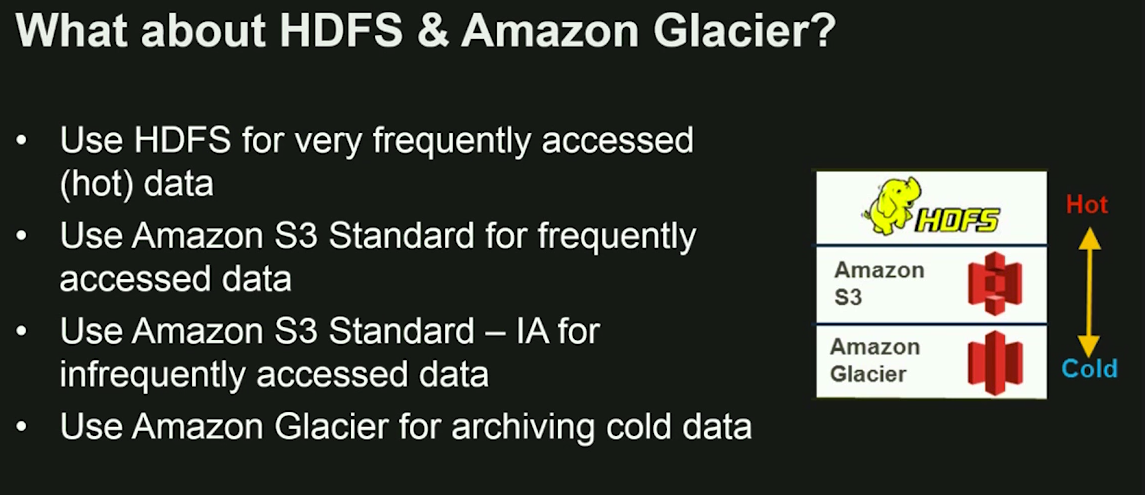 What about HDFS & Amazon Glacier?
• Use HDFS for very frequently accessed
(hot) data
• Use Amazon S3 Standard for frequently
accessed data
• Use Amazon S3 Standard – IA for
infrequently accessed data
• Use Amazon Glacier for archiving cold data
HDFS
Amazon
S3
Amazon
Glacier
Hot
Cold